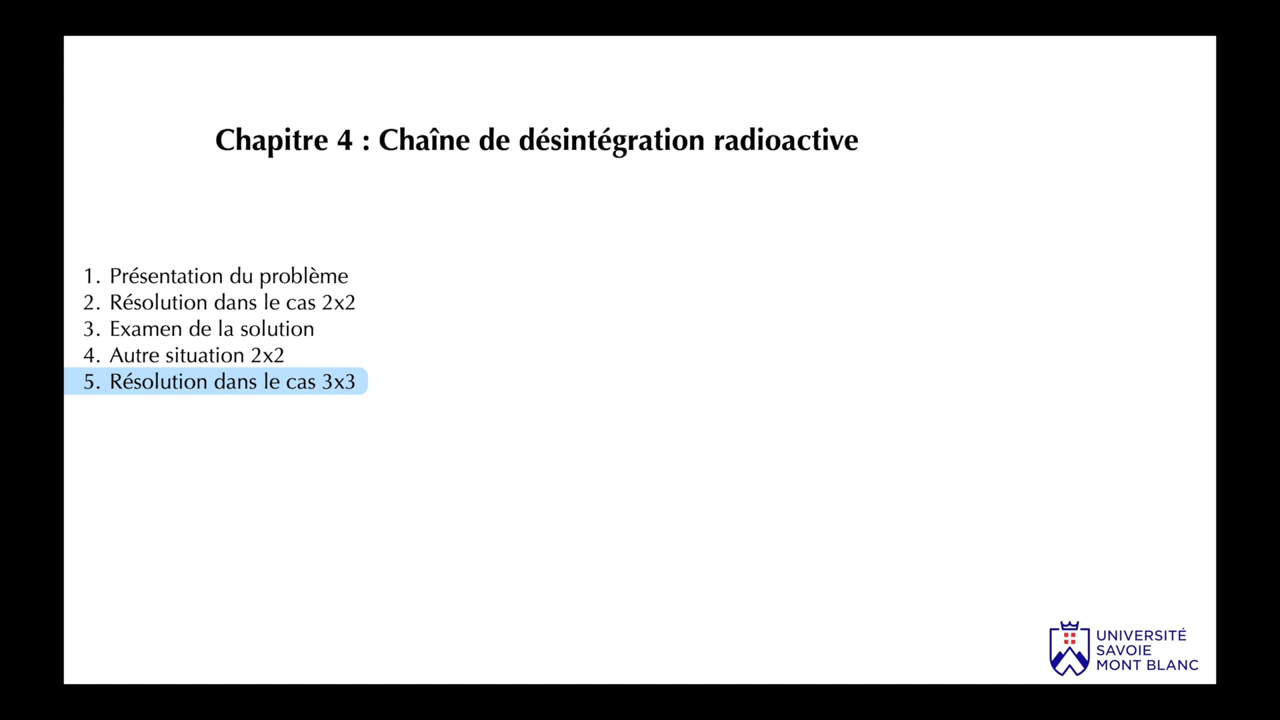 Chapitre 4 : Chaîne de désintégration radioactive
1. Présentation du problème
2. Résolution dans le cas 2x2
3. Examen de la solution
4. Autre situation 2x2
5. Résolution dans le cas 3x3
UNIVERSITÉ
SAVOIE
MONT BLANC